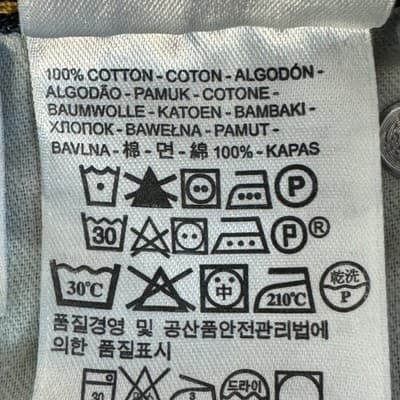 100% COTTON - COTON - ALGODÓN -
ALGODÃO - PAMUK - COTONE -
BAUMWOLLE - KATOEN - BAMBAKI -
ХЛОПОК - BAWEŁNA - PAMUT -
BAVLNA - 棉 - 면 - 綿 100% - KAPAS
P
30 P ®
30℃ 中 210℃ 乾洗 P
품질경영 및 공산품안전관리법에
의한 품질표시
30 3 드라이